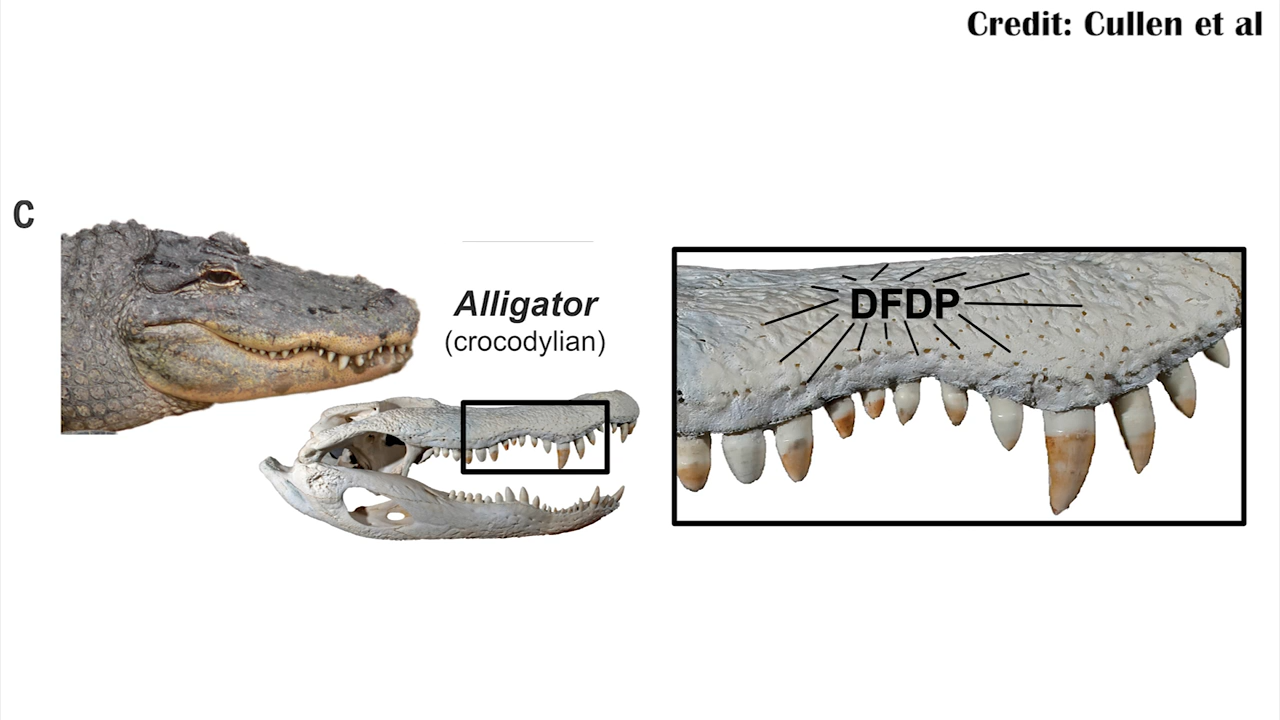 Credit: Cullen et al
C
Alligator
(crocodylian)
DFDP